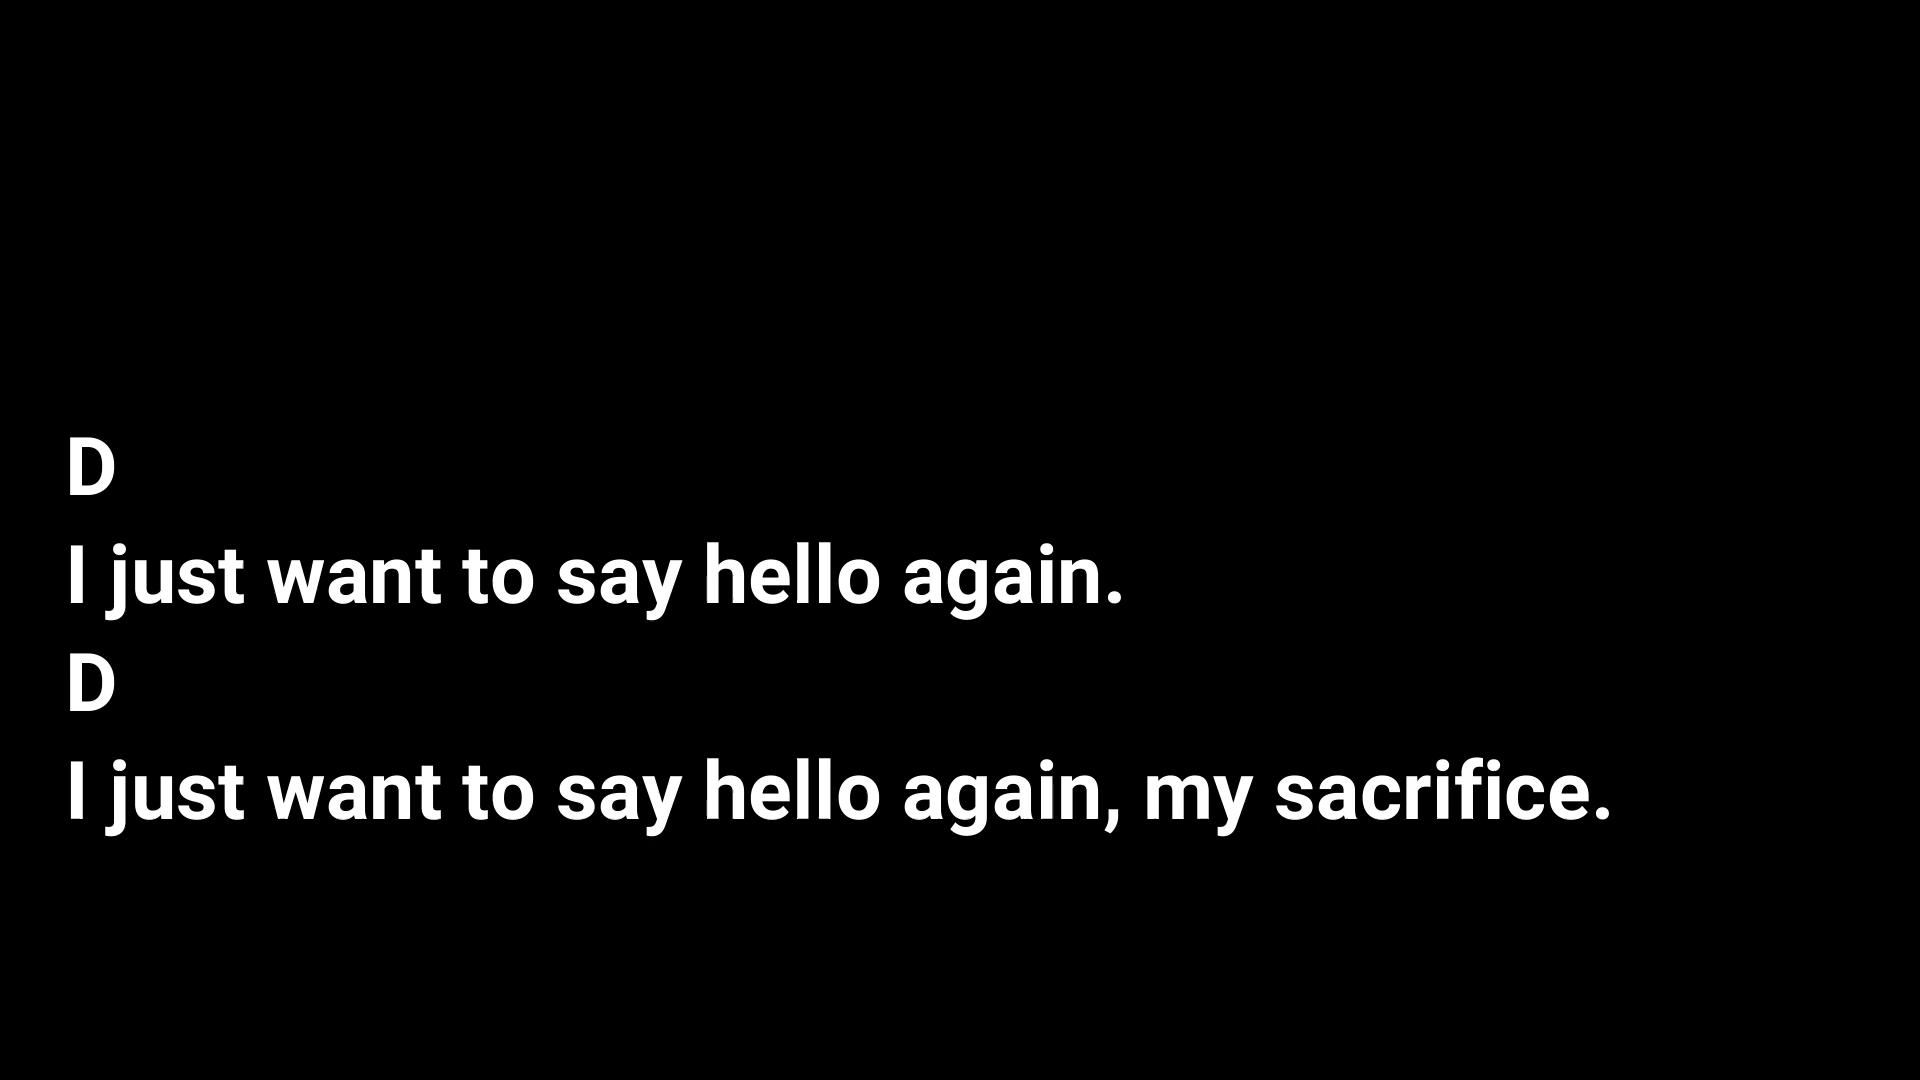 D
I just want to say hello again.
D
I just want to say hello again, my sacrifice.